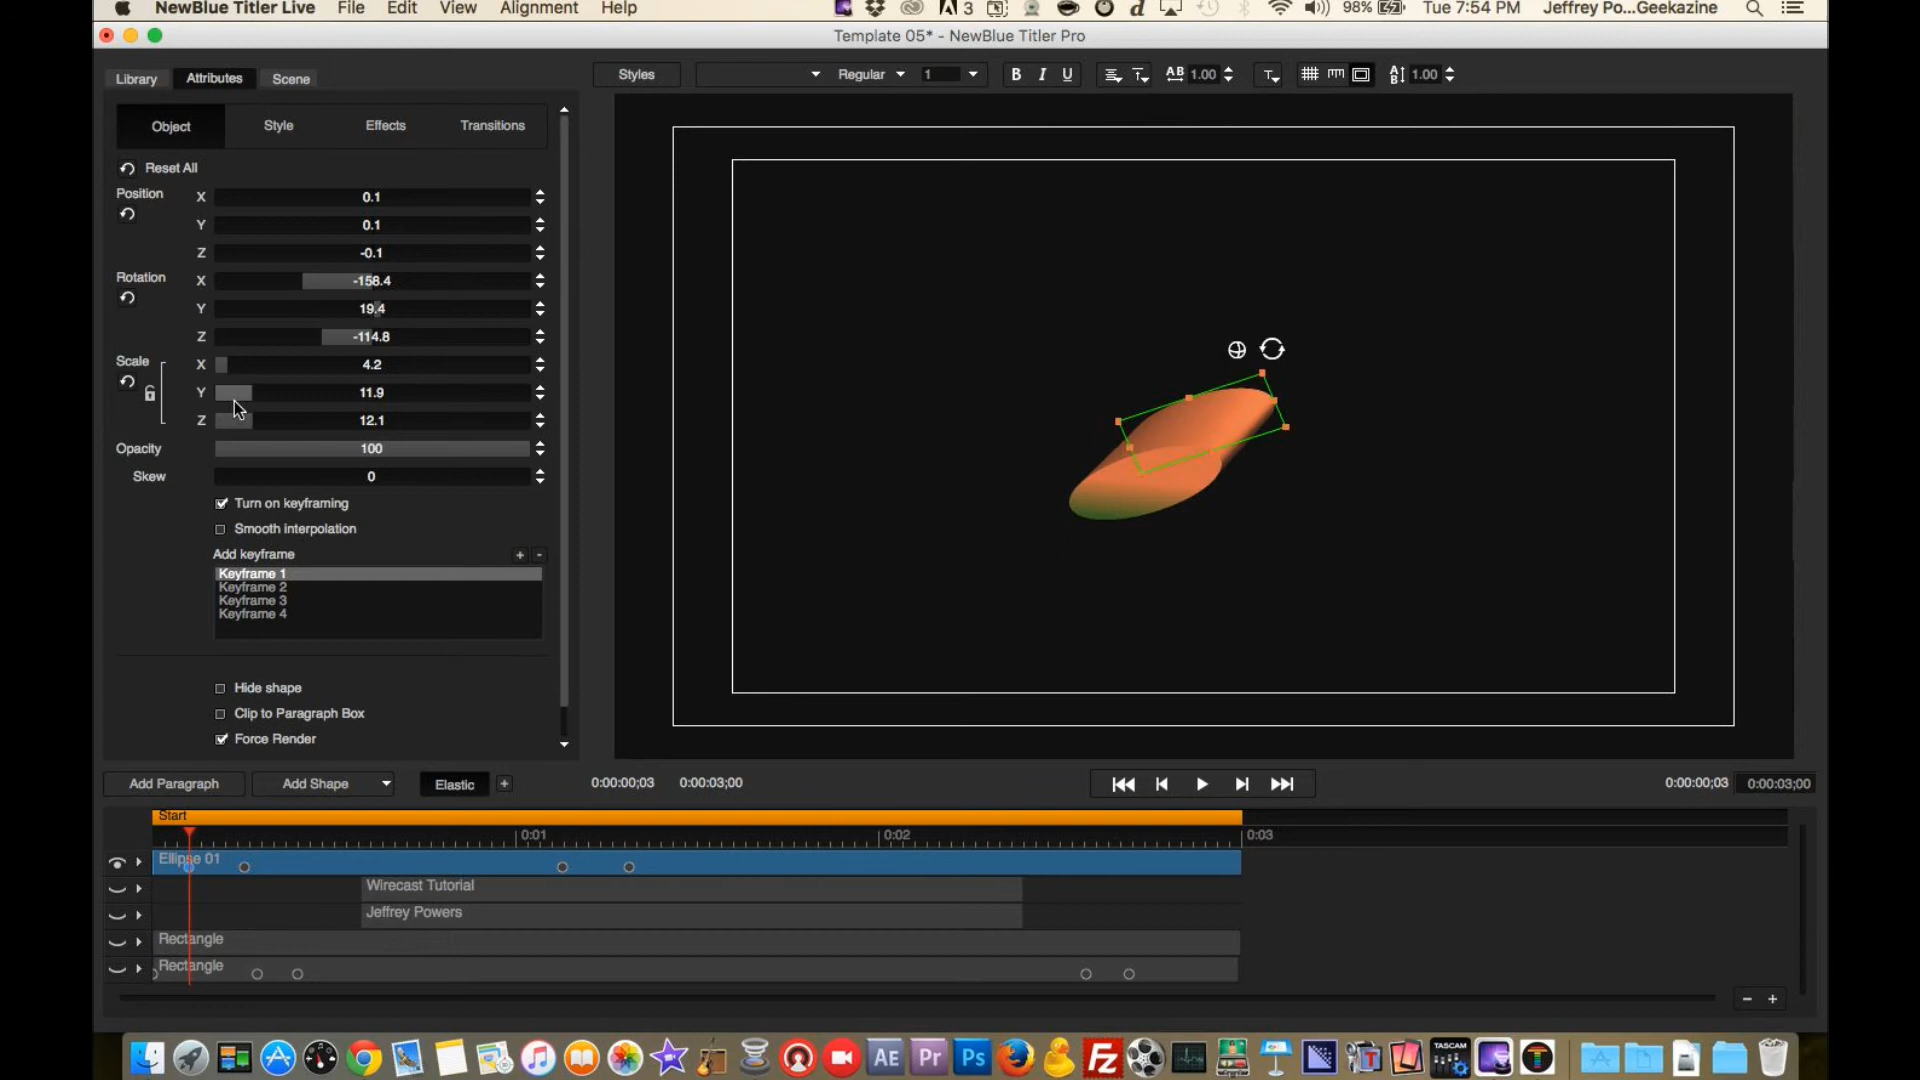 NewBlue Titler Live File Edit View Alignment Help 3 98% Tue 7:54 PM Jeffrey Po...Geekazine
Template 05* - NewBlue Titler Pro
Library Attributes Scene Styles Regular 1 B I U AB 1.00 T 1.00
Object Style Effects Transitions
Reset All
Position X 0.1
Y 0.1
Z -0.1
Rotation X -158.4
Y 19.4
Z -114.8
Scale X 4.2
Y 11.9
Z 12.1
Opacity 100
Skew 0
Turn on keyframing
Smooth interpolation
Add keyframe + -
Keyframe 1
Keyframe 2
Keyframe 3
Keyframe 4
Hide shape
Clip to Paragraph Box
Force Render
Add Paragraph Add Shape Elastic + 0:00:00;03 0:00:03;00 0:00:00;03 0:00:03;00
Start
0:01 0:02 0:03
Ellipse 01
Wirecast Tutorial
Jeffrey Powers
Rectangle
Rectangle
- +
AE Pr Ps Fz TASCAM T